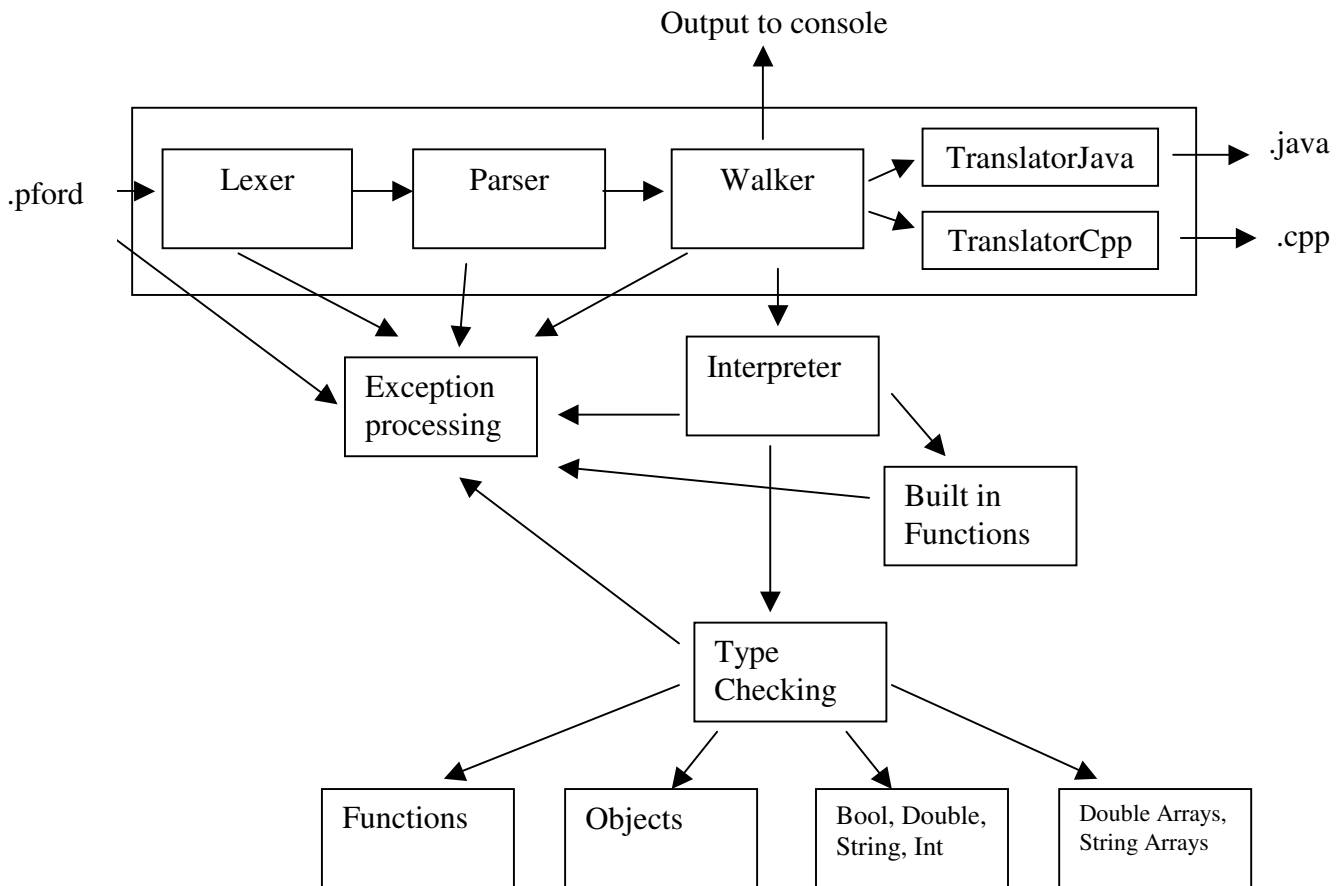 Output to console
.pford
Lexer
Parser
Walker
TranslatorJava
.java
TranslatorCpp
.cpp
Exception
processing
Interpreter
Built in
Functions
Type
Checking
Functions
Objects
Bool, Double,
String, Int
Double Arrays,
String Arrays